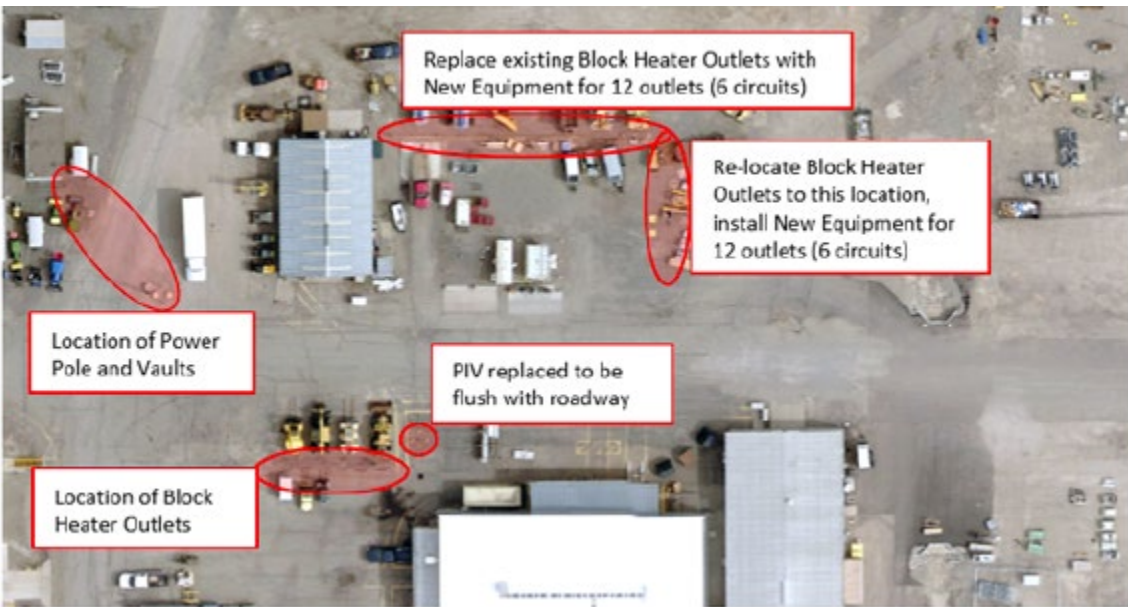 Replace existing Block Heater Outlets with
New Equipment for 12 outlets (6 circuits)
Re-locate Block Heater
Outlets to this location,
install New Equipment for
12 outlets (6 circuits)
Location of Power
Pole and Vaults
PIV replaced to be
flush with roadway
Location of Block
Heater Outlets